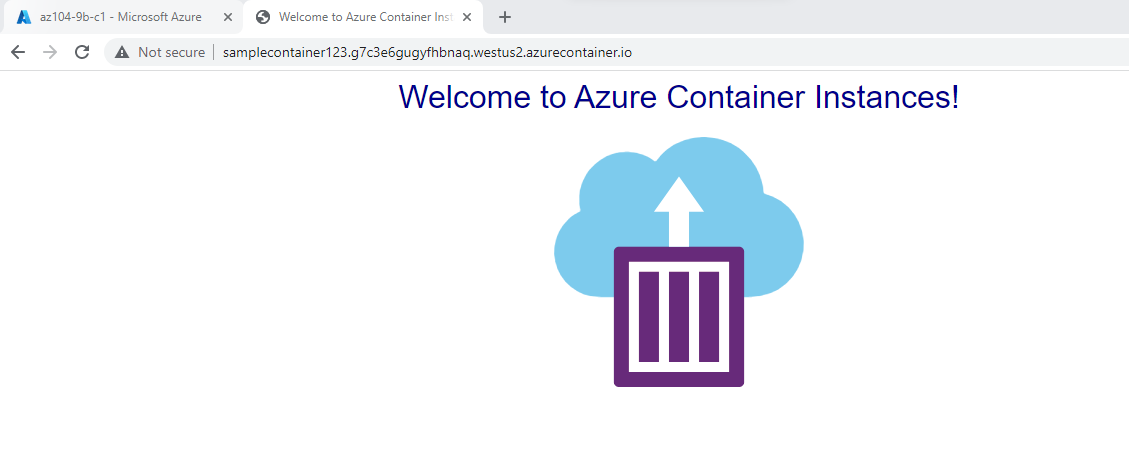 az104-9b-c1 - Microsoft Azure
Welcome to Azure Container Inst
Not secure
samplecontainer123.g7c3e6gugyfhbnaq.westus2.azurecontainer.io
Welcome to Azure Container Instances!